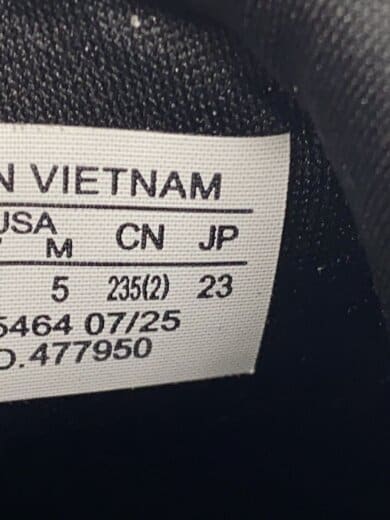 N VIETNAM
USA
M CN JP
5 235(2) 23
5464 07/25
O.477950